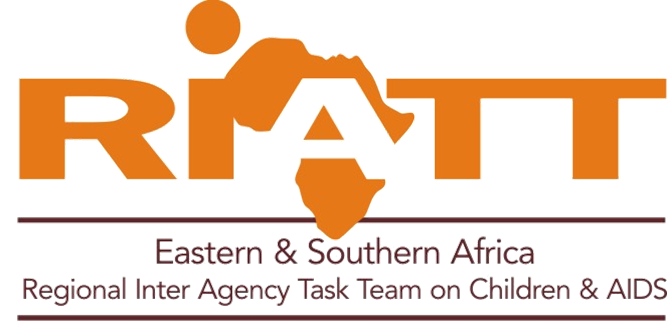 RiATT
Eastern & Southern Africa
Regional Inter Agency Task Team on Children & AIDS